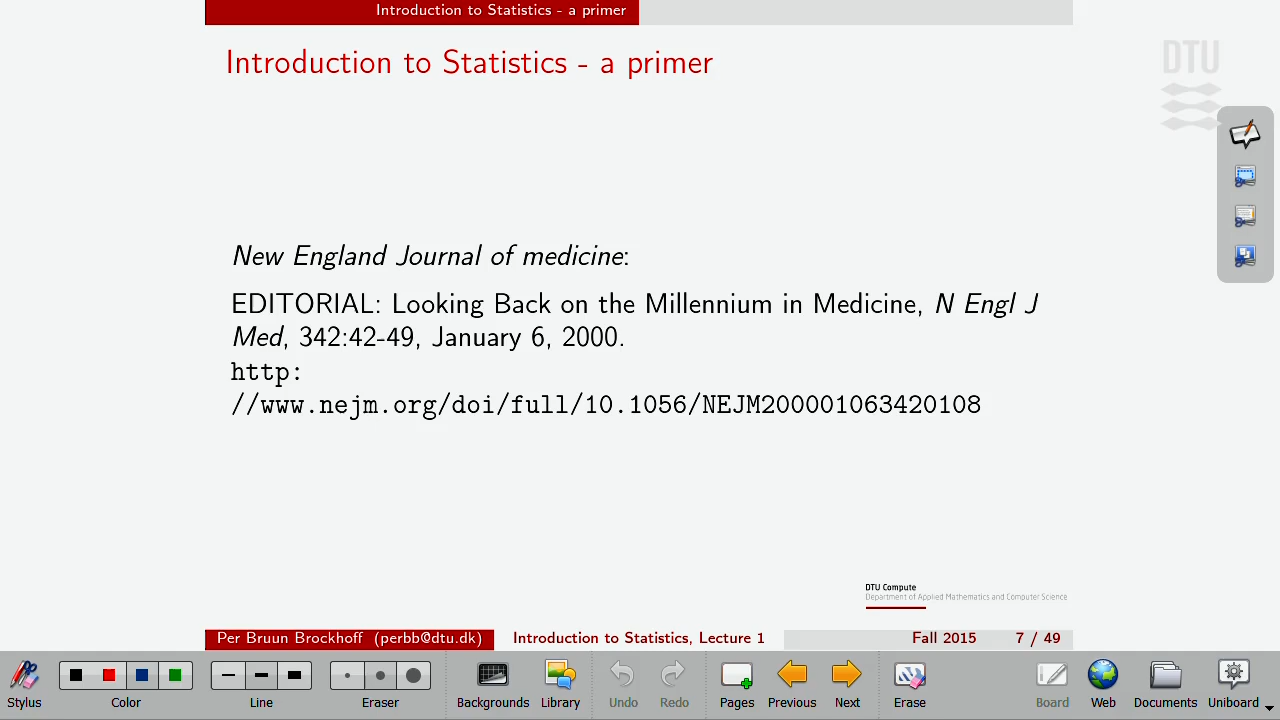 Introduction to Statistics - a primer
Introduction to Statistics - a primer
DTU
New England Journal of medicine:
EDITORIAL: Looking Back on the Millennium in Medicine, N Engl J
Med, 342:42-49, January 6, 2000.
http:
//www.nejm.org/doi/full/10.1056/NEJM200001063420108
DTU Compute
Department of Applied Mathematics and Computer Science
Per Bruun Brockhoff (perbb@dtu.dk) Introduction to Statistics, Lecture 1 Fall 2015 7 / 49
Stylus Color Line Eraser Backgrounds Library Undo Redo Pages Previous Next Erase Board Web Documents Uniboard